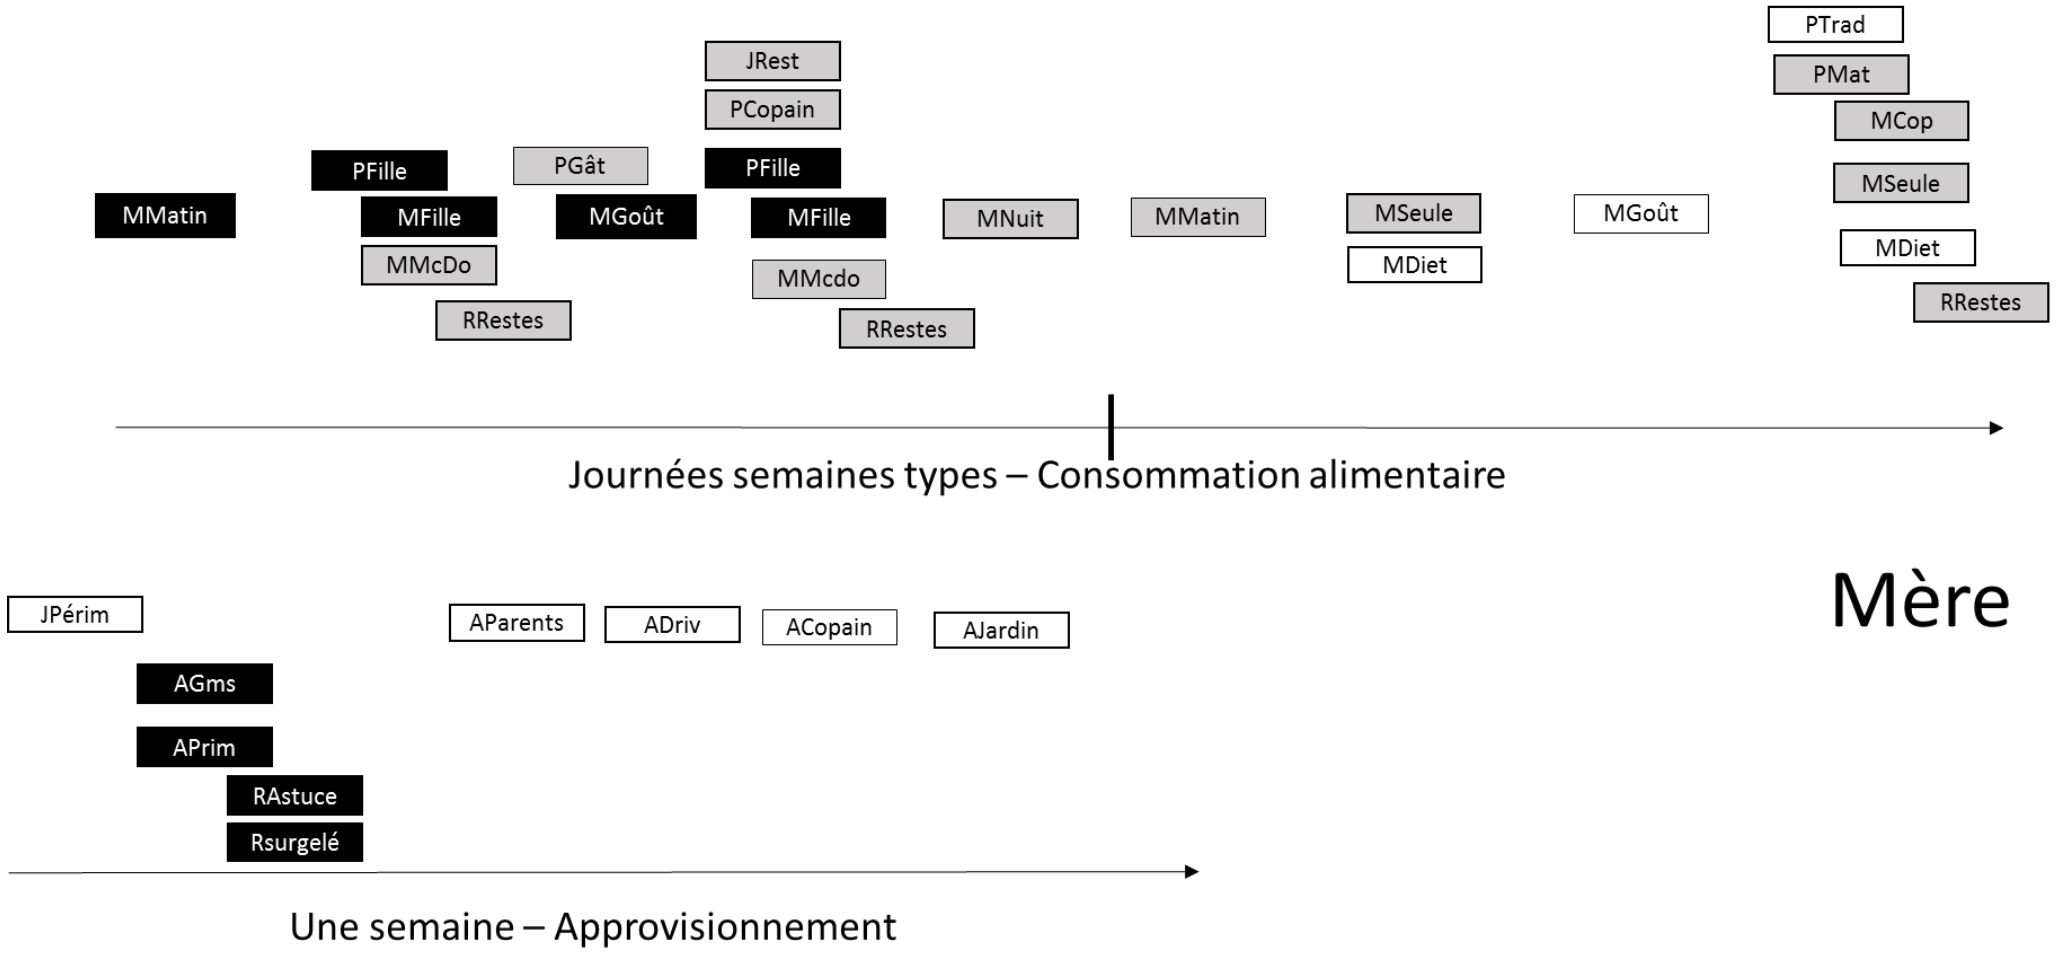 PTrad
JRest
PMat
PCopain
MCop
PFille
PGât
PFille
MSeule
MMatin
MFille
MGoût
MFille
MNuit
MMatin
MSeule
MGoût
MMcDo
MMcdo
MDiet
MDiet
RRestes
RRestes
RRestes
Journées semaines types – Consommation alimentaire
Mère
JPérim
AParents
ADriv
ACopain
AJardin
AGms
APrim
RAstuce
Rsurgelé
Une semaine – Approvisionnement